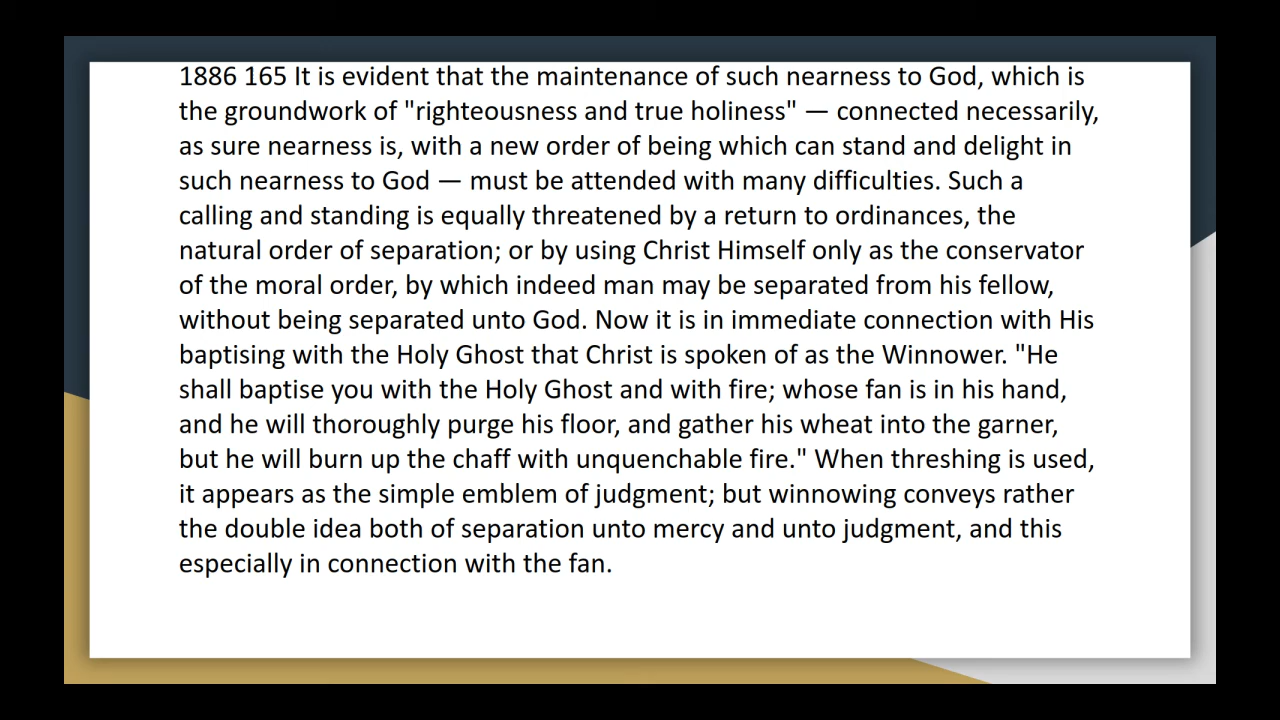 1886 165 It is evident that the maintenance of such nearness to God, which is
the groundwork of "righteousness and true holiness" — connected necessarily,
as sure nearness is, with a new order of being which can stand and delight in
such nearness to God — must be attended with many difficulties. Such a
calling and standing is equally threatened by a return to ordinances, the
natural order of separation; or by using Christ Himself only as the conservator
of the moral order, by which indeed man may be separated from his fellow,
without being separated unto God. Now it is in immediate connection with His
baptising with the Holy Ghost that Christ is spoken of as the Winnower. "He
shall baptise you with the Holy Ghost and with fire; whose fan is in his hand,
and he will thoroughly purge his floor, and gather his wheat into the garner,
but he will burn up the chaff with unquenchable fire." When threshing is used,
it appears as the simple emblem of judgment; but winnowing conveys rather
the double idea both of separation unto mercy and unto judgment, and this
especially in connection with the fan.